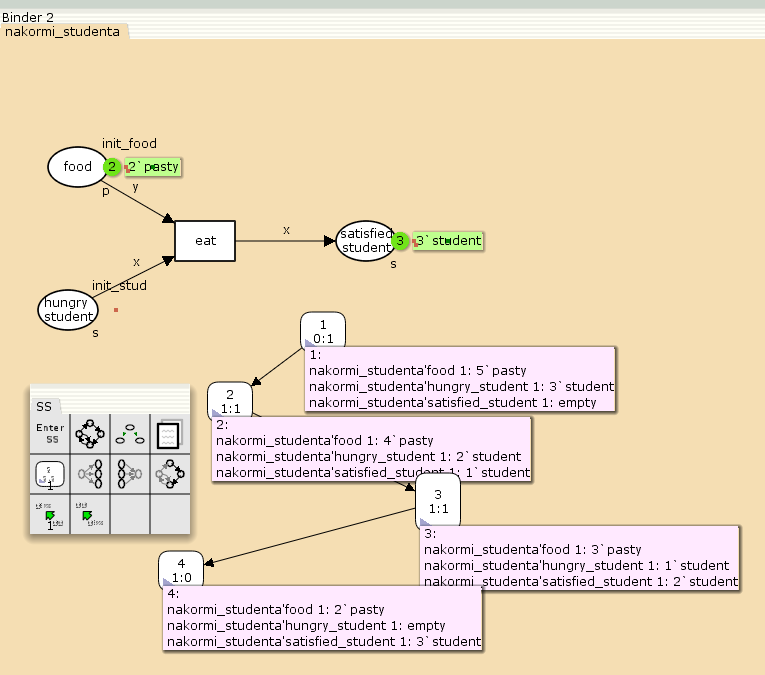 Binder 2
nakormi_studenta
init_food
food
2
2`pasty
p
y
eat
x
satisfied
student
3
3`student
s
x
init_stud
hungry
student
s
1
0:1
1:
nakormi_studenta'food 1: 5`pasty
nakormi_studenta'hungry_student 1: 3`student
nakormi_studenta'satisfied_student 1: empty
2
1:1
2:
nakormi_studenta'food 1: 4`pasty
nakormi_studenta'hungry_student 1: 2`student
nakormi_studenta'satisfied_student 1: 1`student
SS
Enter
SS
1
1
3
1:1
3:
nakormi_studenta'food 1: 3`pasty
nakormi_studenta'hungry_student 1: 1`student
nakormi_studenta'satisfied_student 1: 2`student
4
1:0
4:
nakormi_studenta'food 1: 2`pasty
nakormi_studenta'hungry_student 1: empty
nakormi_studenta'satisfied_student 1: 3`student